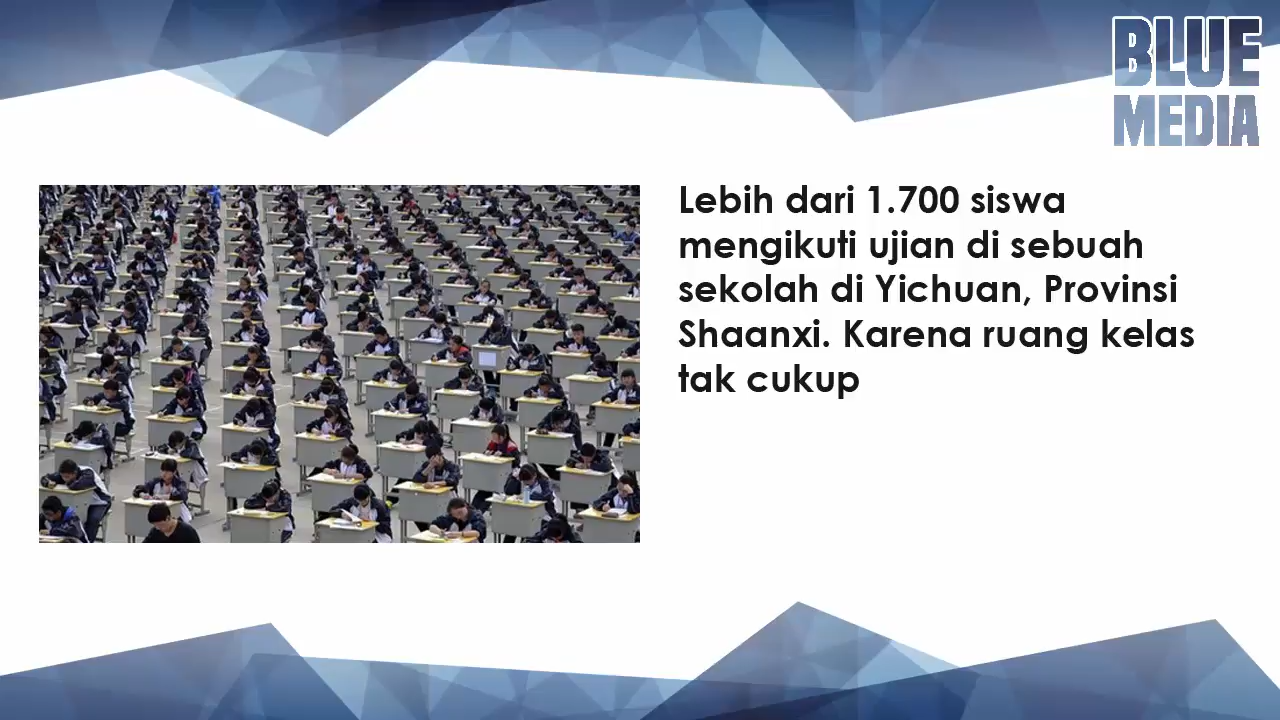 BLUE
MEDIA
Lebih dari 1.700 siswa
mengikuti ujian di sebuah
sekolah di Yichuan, Provinsi
Shaanxi. Karena ruang kelas
tak cukup